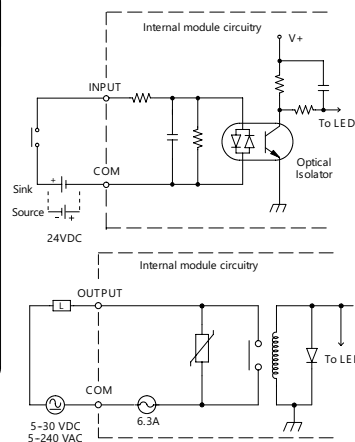 Internal module circuitry
V+
INPUT
To LED
COM
Optical
Isolator
+
Sink
Source
- +
24VDC
Internal module circuitry
OUTPUT
L
To LED
COM
6.3A
5-30 VDC
5-240 VAC